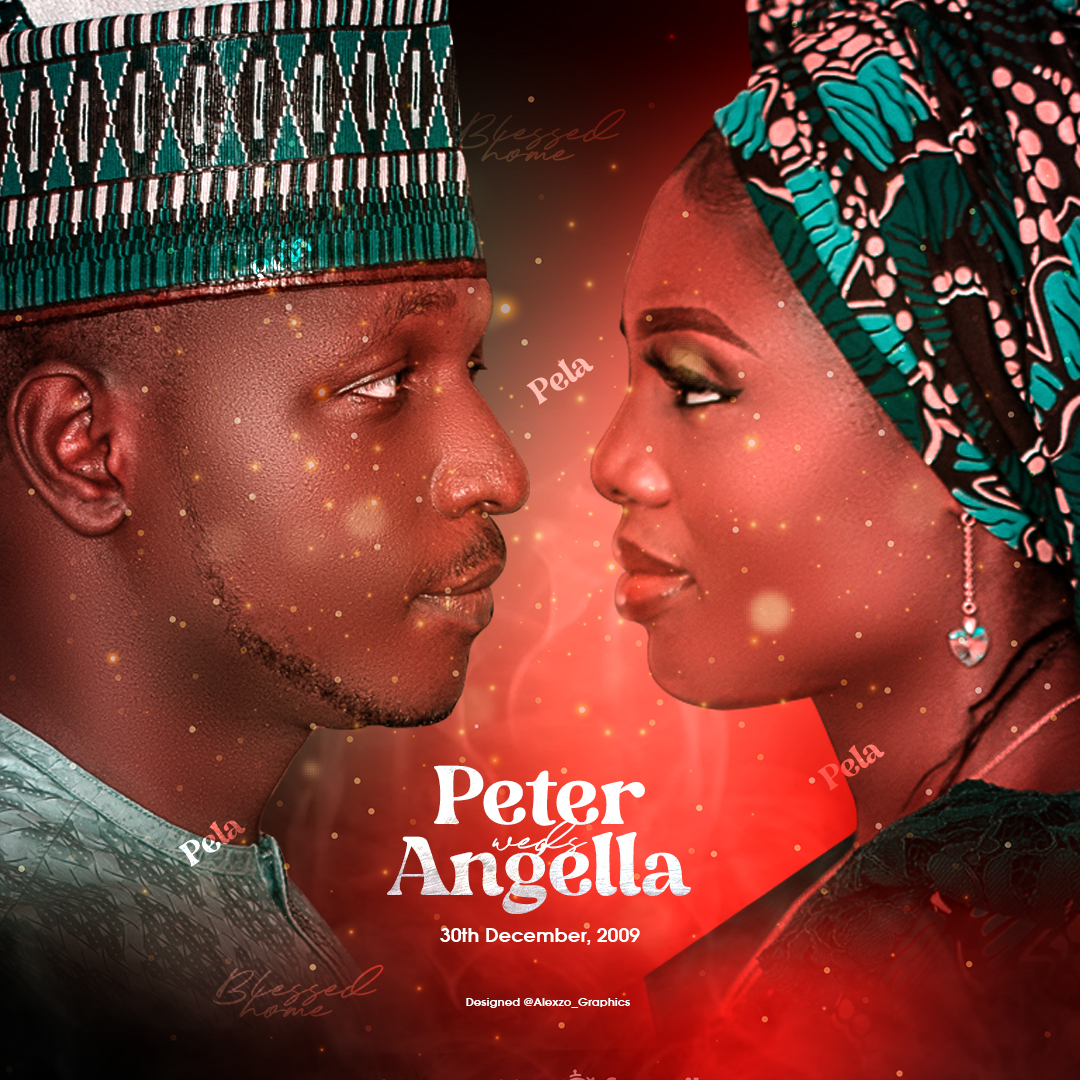 Blessed
home
Pela
Pela
Pela
Peter
weds
Angella
30th December, 2009
Blessed
home
Designed @Alexzo_Graphics